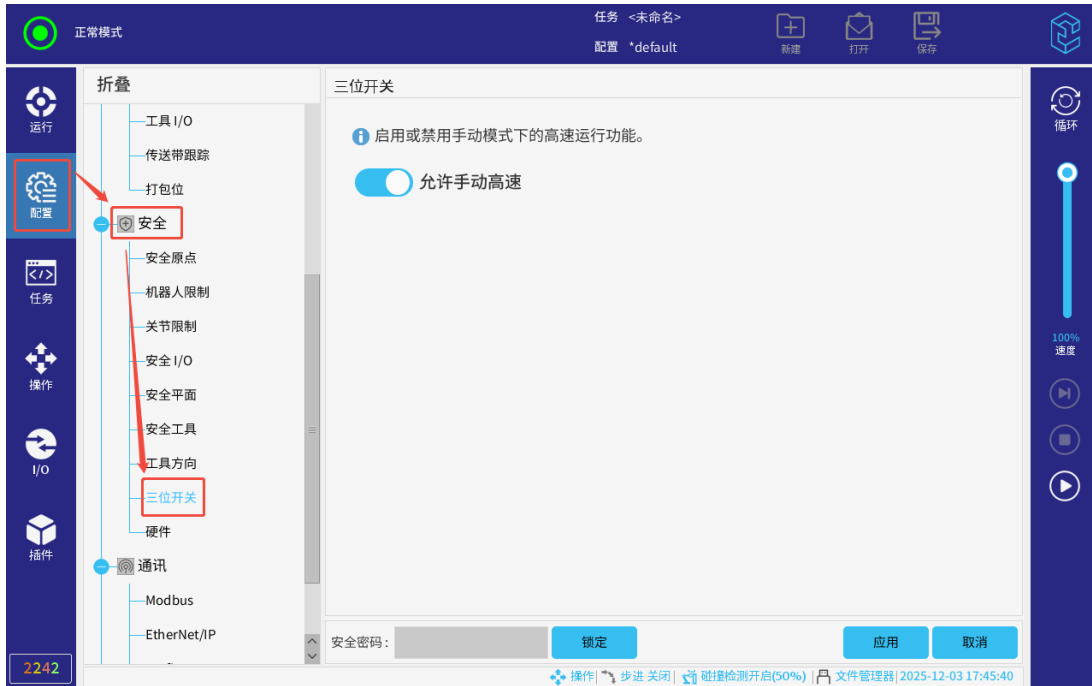 正常模式
任务 <未命名>
配置 *default
新建
打开
保存
运行
配置
任务
操作
I/O
插件
2242
折叠
工具 I/O
传送带跟踪
打包位
安全
安全原点
机器人限制
关节限制
安全 I/O
安全平面
安全工具
工具方向
三位开关
硬件
通讯
Modbus
EtherNet/IP
三位开关
启用或禁用手动模式下的高速运行功能。
允许手动高速
安全密码:
锁定
应用
取消
操作| 步进 关闭| 碰撞检测开启(50%) | 文件管理器| 2025-12-03 17:45:40
循环
100%
速度